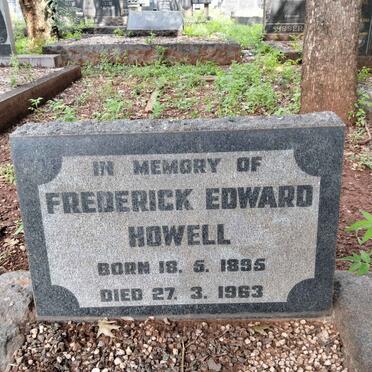 IN MEMORY OF
FREDERICK EDWARD
HOWELL
BORN 18. 5. 1895
DIED 27. 3. 1963